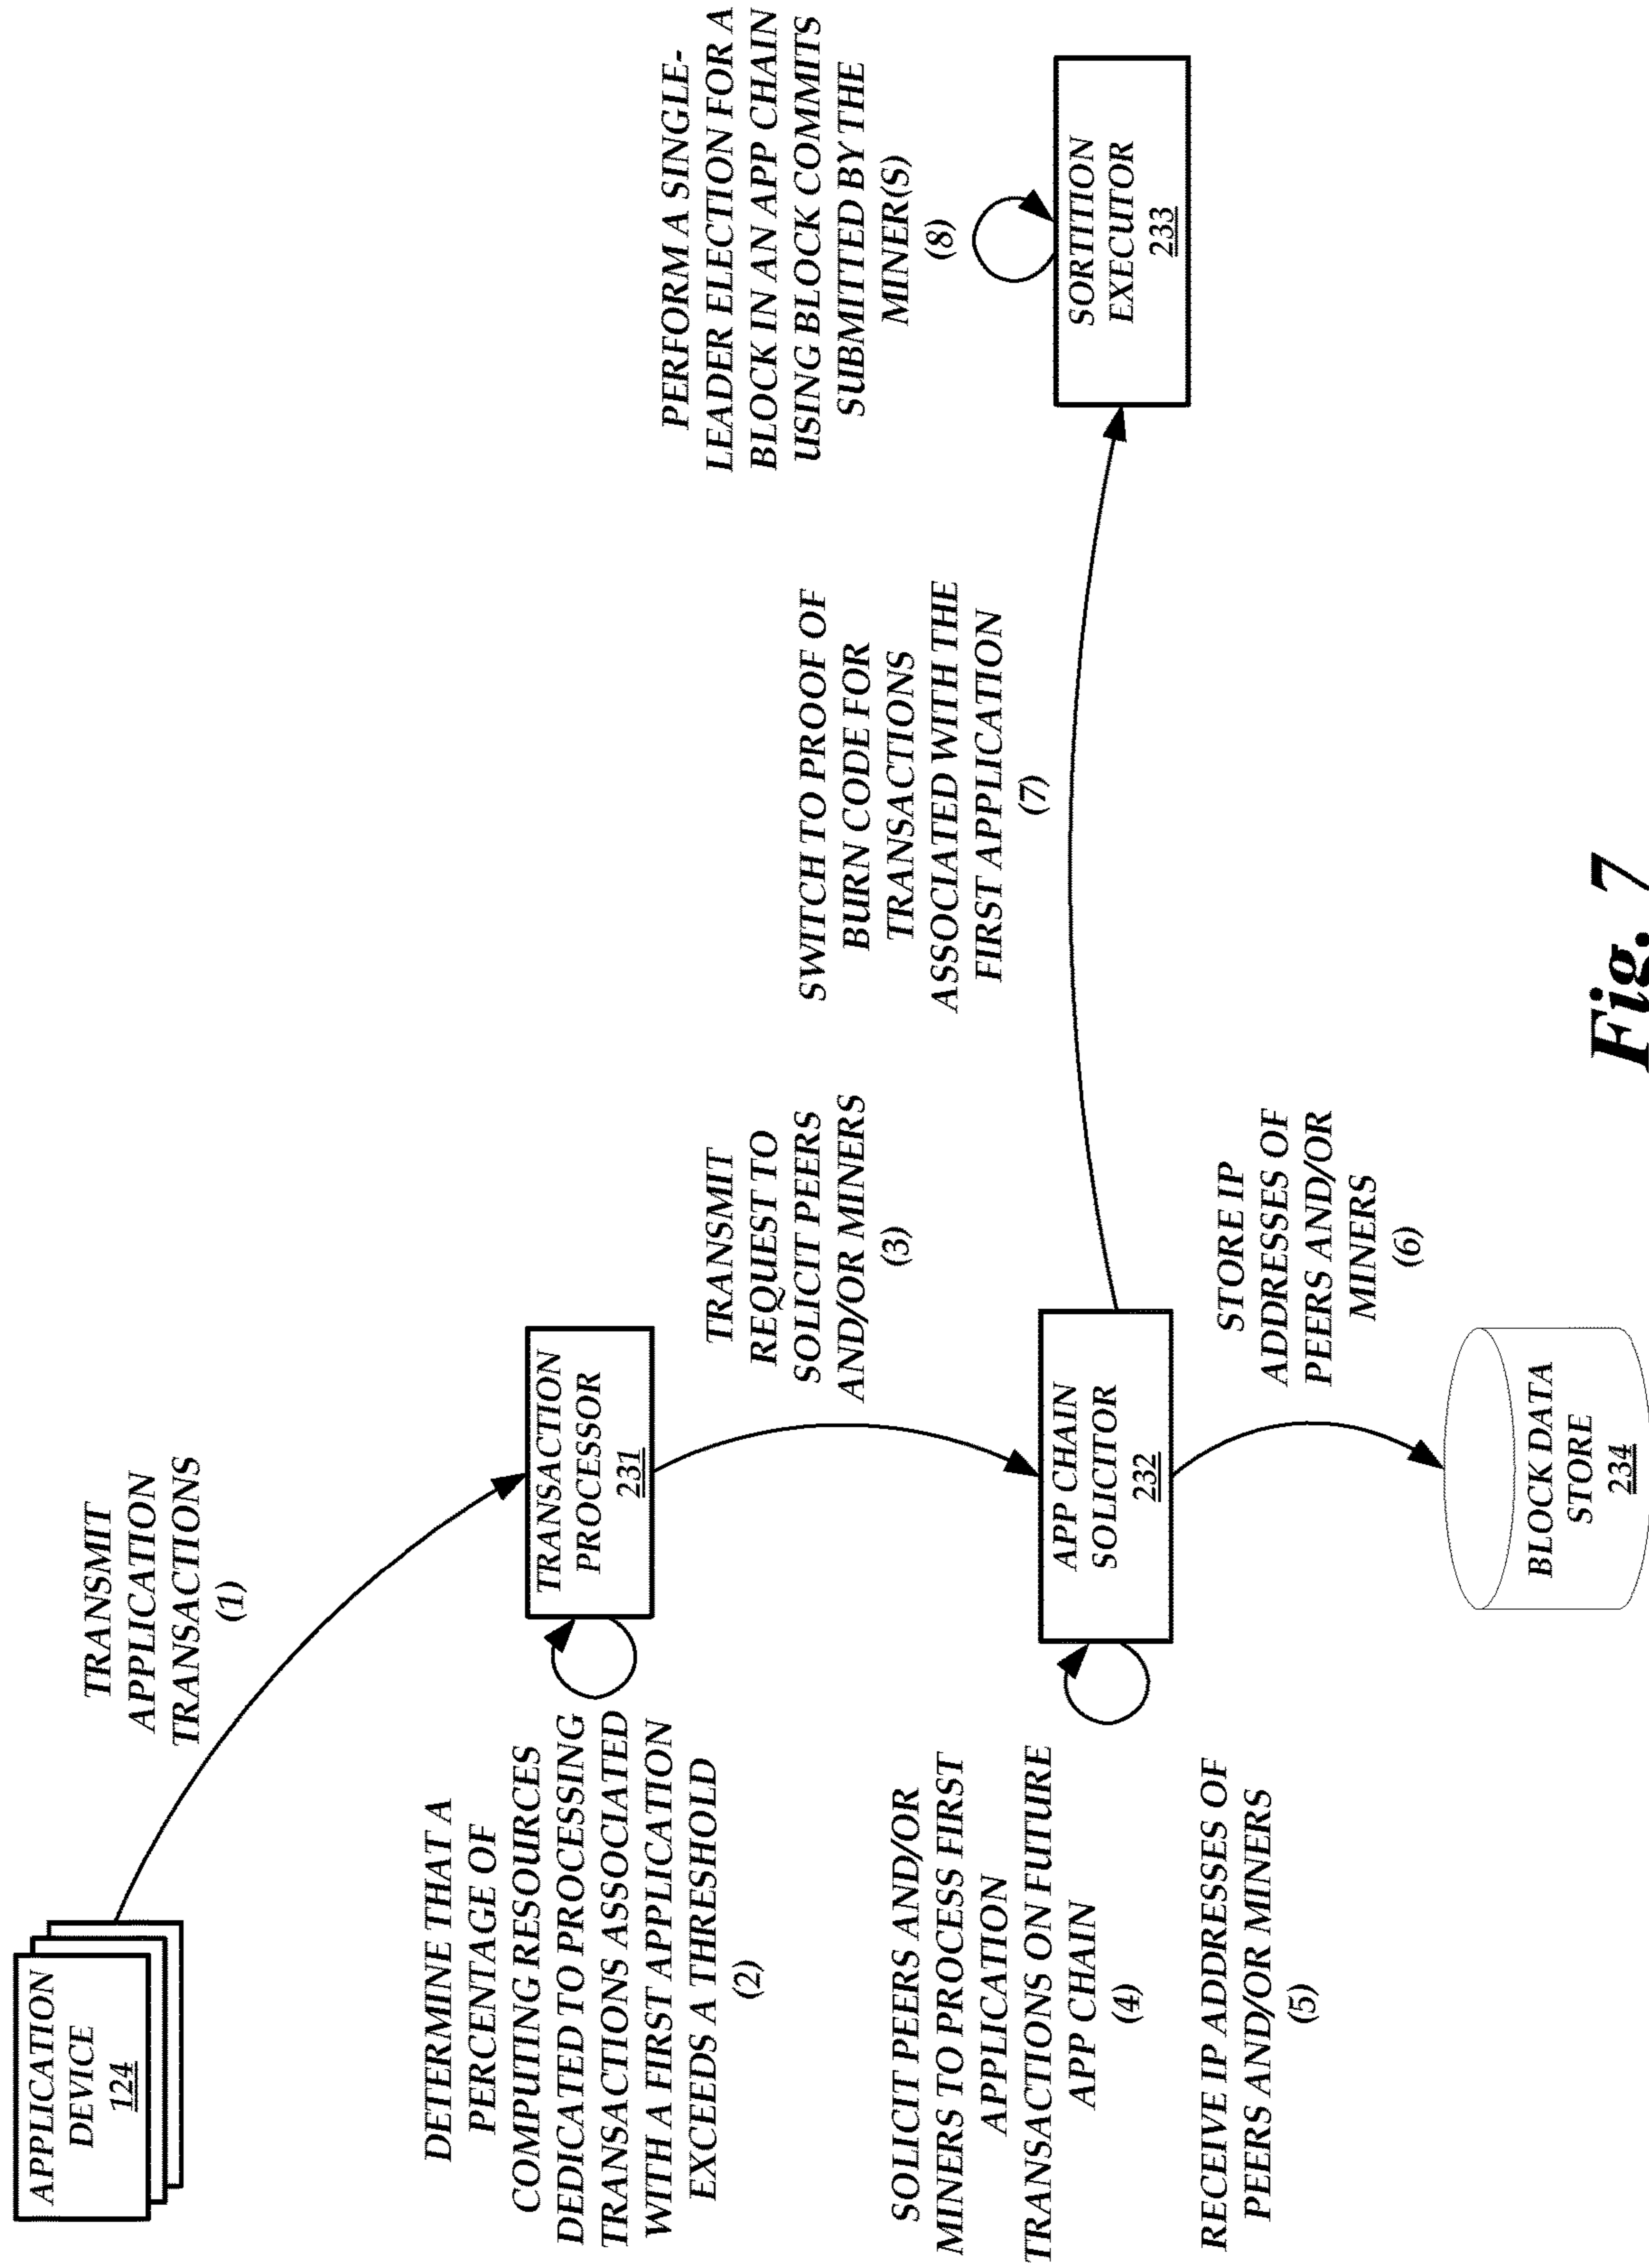 APPLICATION
DEVICE
124
TRANSMIT
APPLICATION
TRANSACTIONS
(1)
DETERMINE THAT A
PERCENTAGE OF
COMPUTING RESOURCES
DEDICATED TO PROCESSING
TRANSACTIONS ASSOCIATED
WITH A FIRST APPLICATION
EXCEEDS A THRESHOLD
(2)
TRANSACTION
PROCESSOR
231
TRANSMIT
REQUEST TO
SOLICIT PEERS
AND/OR MINERS
(3)
SOLICIT PEERS AND/OR
MINERS TO PROCESS FIRST
APPLICATION
TRANSACTIONS ON FUTURE
APP CHAIN
(4)
RECEIVE IP ADDRESSES OF
PEERS AND/OR MINERS
(5)
APP CHAIN
SOLICITOR
232
STORE IP
ADDRESSES OF
PEERS AND/OR
MINERS
(6)
BLOCK DATA
STORE
234
SWITCH TO PROOF OF
BURN CODE FOR
TRANSACTIONS
ASSOCIATED WITH THE
FIRST APPLICATION
(7)
PERFORM A SINGLE-
LEADER ELECTION FOR A
BLOCK IN AN APP CHAIN
USING BLOCK COMMITS
SUBMITTED BY THE
MINER(S)
(8)
SORTITION
EXECUTOR
233
Fig. 7